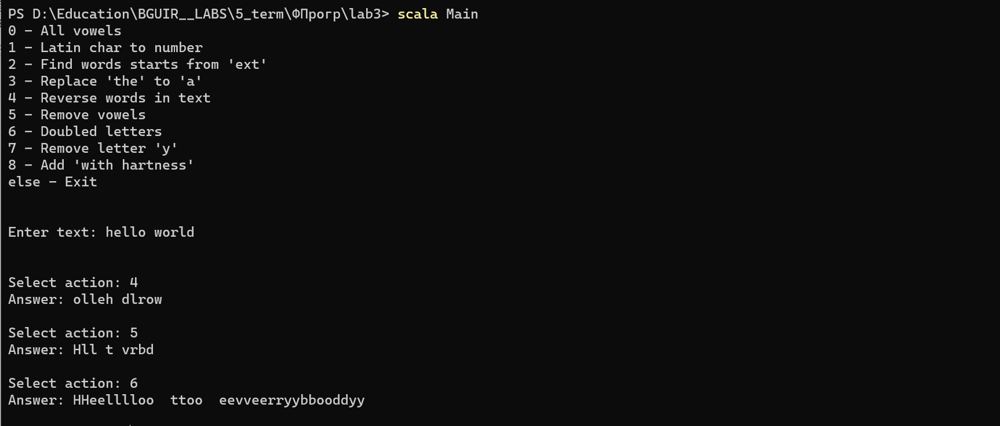 PS D:\Education\BGUIR__LABS\5_term\ФПрогр\lab3> scala Main
0 - All vowels
1 - Latin char to number
2 - Find words starts from 'ext'
3 - Replace 'the' to 'a'
4 - Reverse words in text
5 - Remove vowels
6 - Doubled letters
7 - Remove letter 'y'
8 - Add 'with hartness'
else - Exit
Enter text: hello world
Select action: 4
Answer: olleh dlrow
Select action: 5
Answer: Hll t vrbd
Select action: 6
Answer: HHeelllloo  ttoo  eevveerryybbooddyy